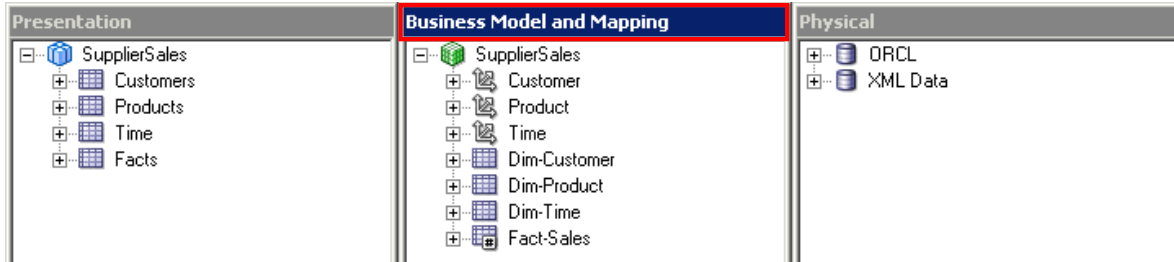 Presentation
SupplierSales
Customers
Products
Time
Facts
Business Model and Mapping
SupplierSales
Customer
Product
Time
Dim-Customer
Dim-Product
Dim-Time
Fact-Sales
Physical
ORCL
XML Data